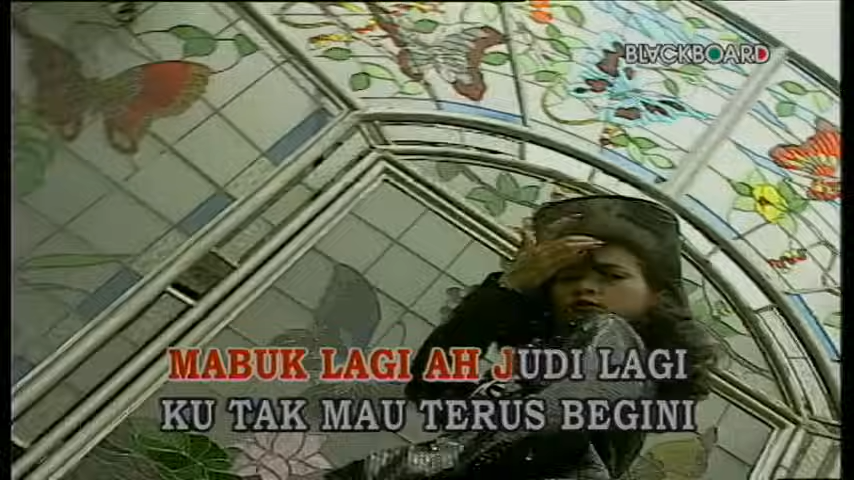 BLACKBOARD
MABUK LAGI AH JUDI LAGI
KU TAK MAU TERUS BEGINI